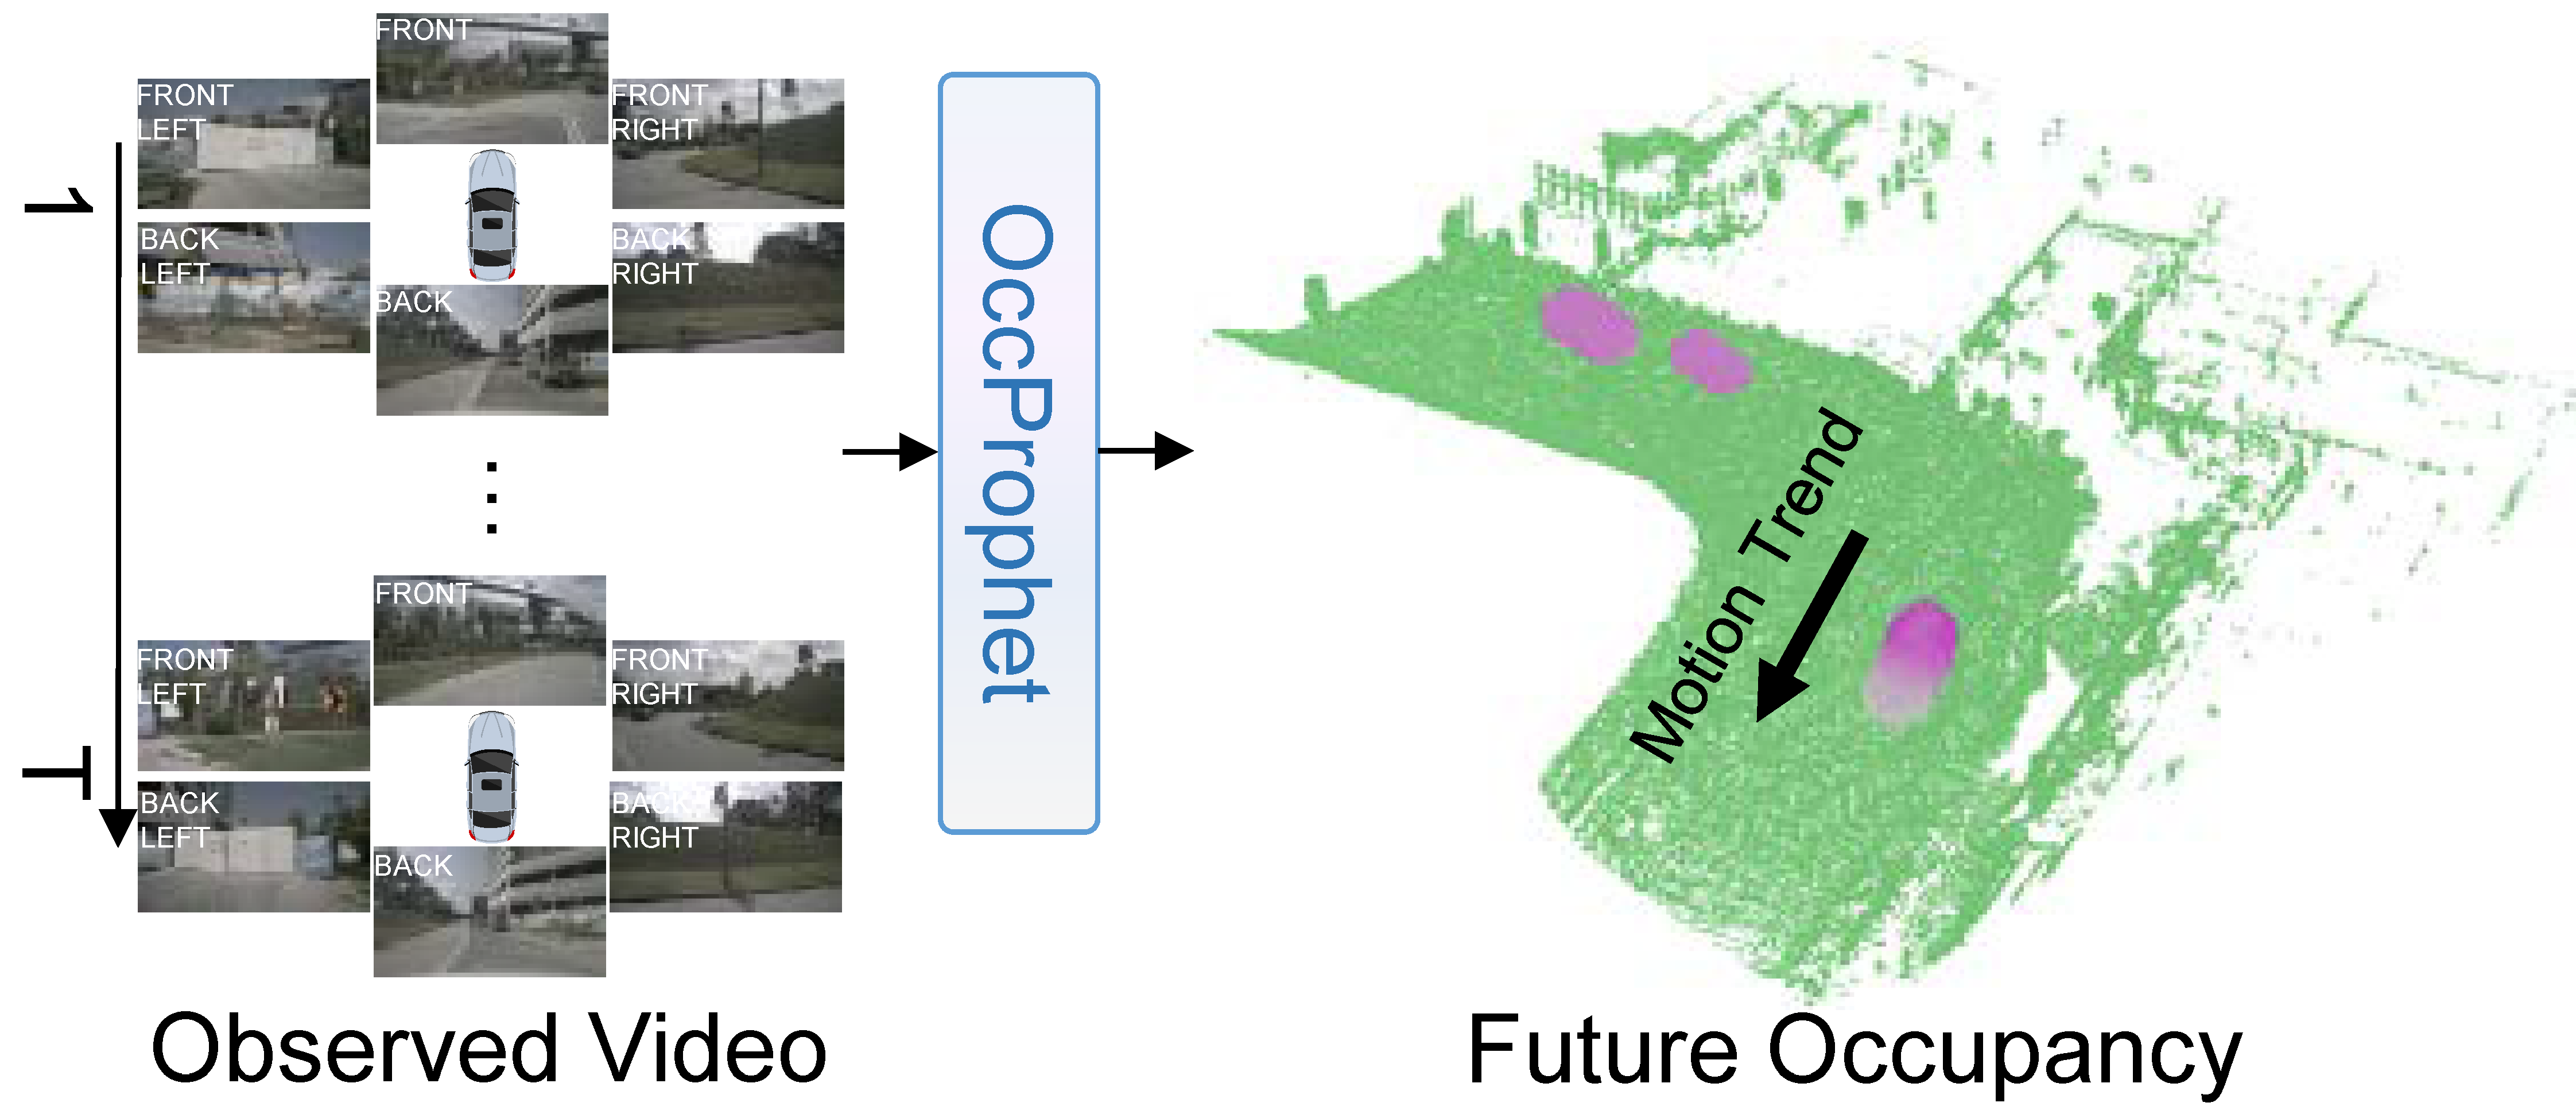 1
FRONT
FRONT
LEFT
FRONT
RIGHT
BACK
LEFT
BACK
RIGHT
BACK
⋮
T
FRONT
FRONT
LEFT
FRONT
RIGHT
BACK
LEFT
BACK
RIGHT
BACK
Observed Video
OccProphet
Motion Trend
Future Occupancy